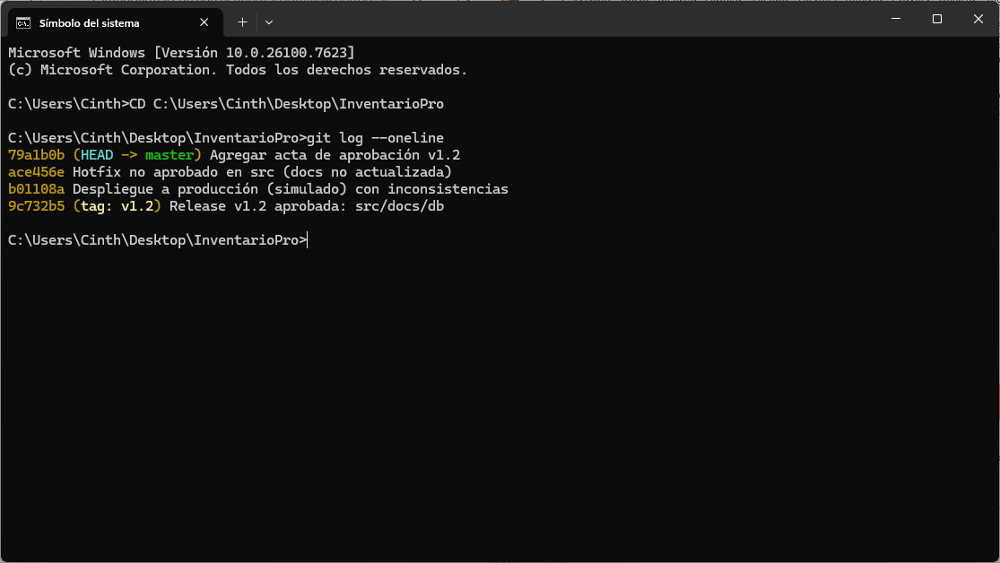 Símbolo del sistema
Microsoft Windows [Versión 10.0.26100.7623]
(c) Microsoft Corporation. Todos los derechos reservados.
C:\Users\Cinth>CD C:\Users\Cinth\Desktop\InventarioPro
C:\Users\Cinth\Desktop\InventarioPro>git log --oneline
79a1b0b (HEAD -> master) Agregar acta de aprobación v1.2
ace456e Hotfix no aprobado en src (docs no actualizada)
b01108a Despliegue a producción (simulado) con inconsistencias
9c732b5 (tag: v1.2) Release v1.2 aprobada: src/docs/db
C:\Users\Cinth\Desktop\InventarioPro>